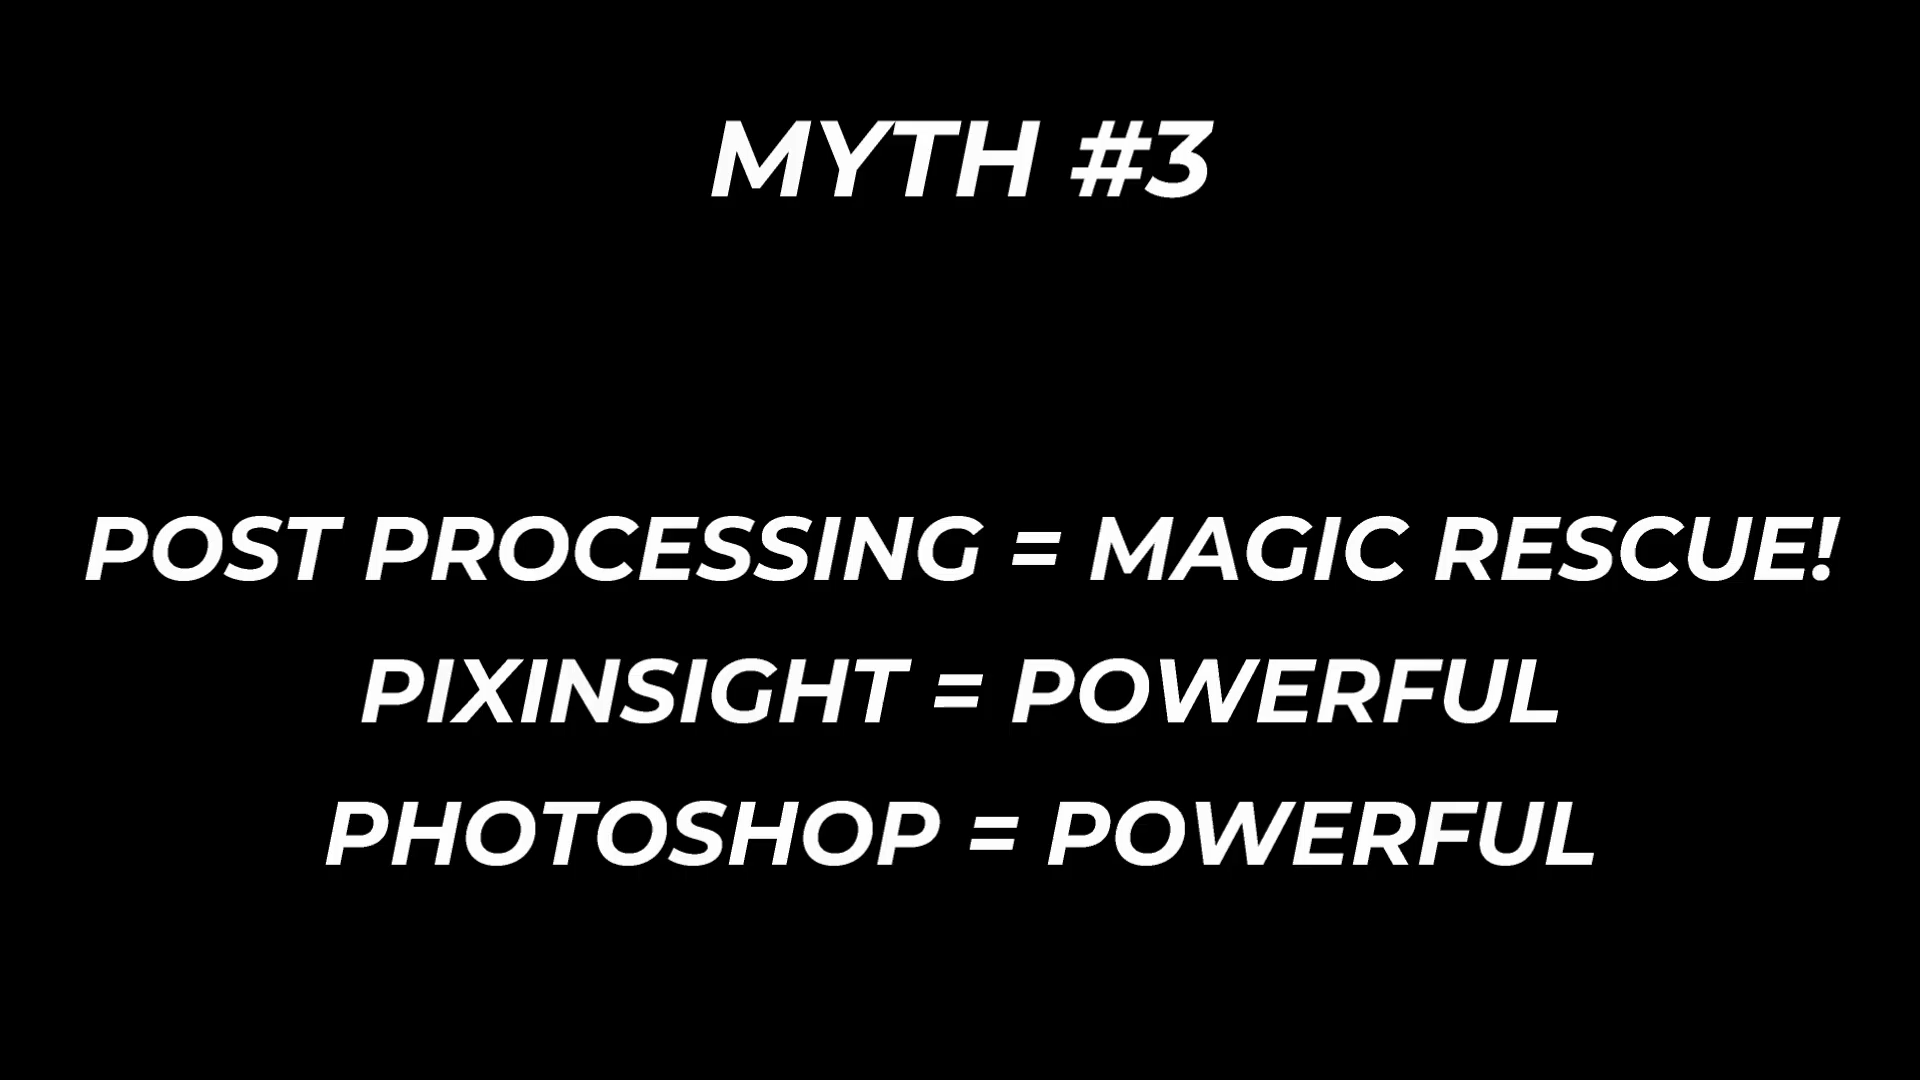 MYTH #3
POST PROCESSING = MAGIC RESCUE!
PIXINSIGHT = POWERFUL
PHOTOSHOP = POWERFUL